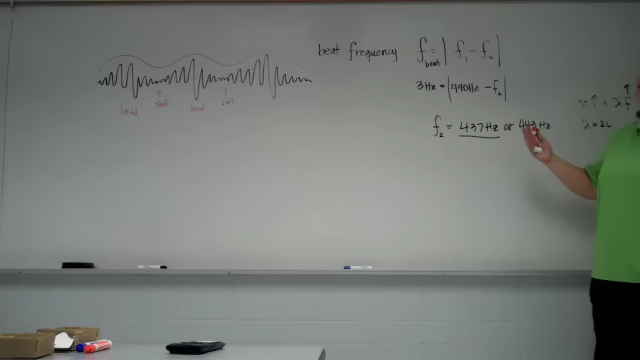 beat frequency f_beat = | f₁ - f₂ |
3Hz = |440Hz - f₂|
f₂ = 437Hz or 443Hz
loud soft loud soft
v↑ = λf↑
λ = 2L